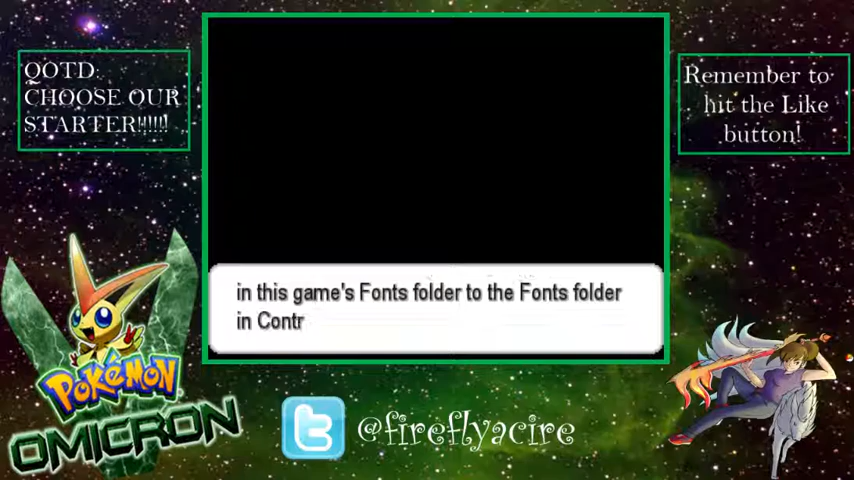 QOTD:
CHOOSE OUR
STARTER!!!!!!
Remember to
hit the Like
button!
in this game's Fonts folder to the Fonts folder
in Contr
POKéMON
OMICRON
@fireflyacire